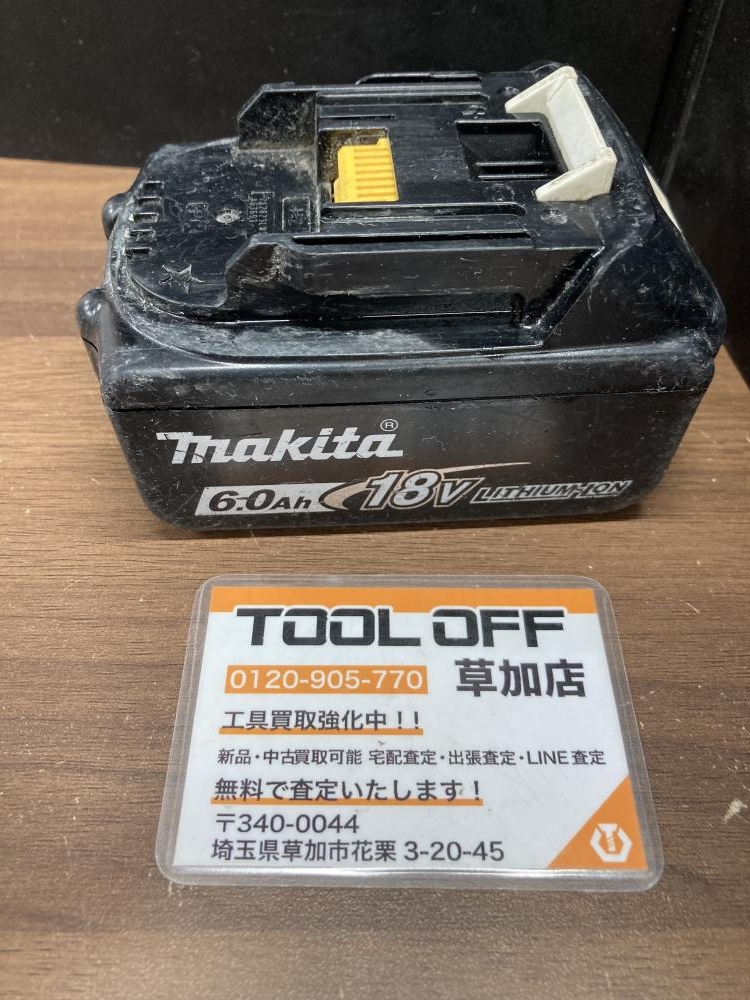 makita®
6.0Ah 18V LITHIUM-ION
TOOL OFF
0120-905-770 草加店
工具買取強化中！！
新品・中古買取可能 宅配査定・出張査定・LINE査定
無料で査定いたします！
〒340-0044
埼玉県草加市花栗 3-20-45